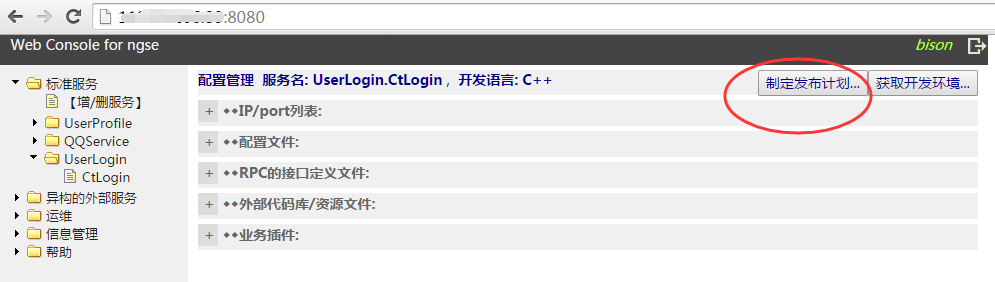 :8080
Web Console for ngse
bison
标准服务
【增/删服务】
UserProfile
QQService
UserLogin
CtLogin
异构的外部服务
运维
信息管理
帮助
配置管理 服务名: UserLogin.CtLogin , 开发语言: C++
制定发布计划...
获取开发环境...
+ ◆◆IP/port列表:
+ ◆◆配置文件:
+ ◆◆RPC的接口定义文件:
+ ◆◆外部代码库/资源文件:
+ ◆◆业务插件: